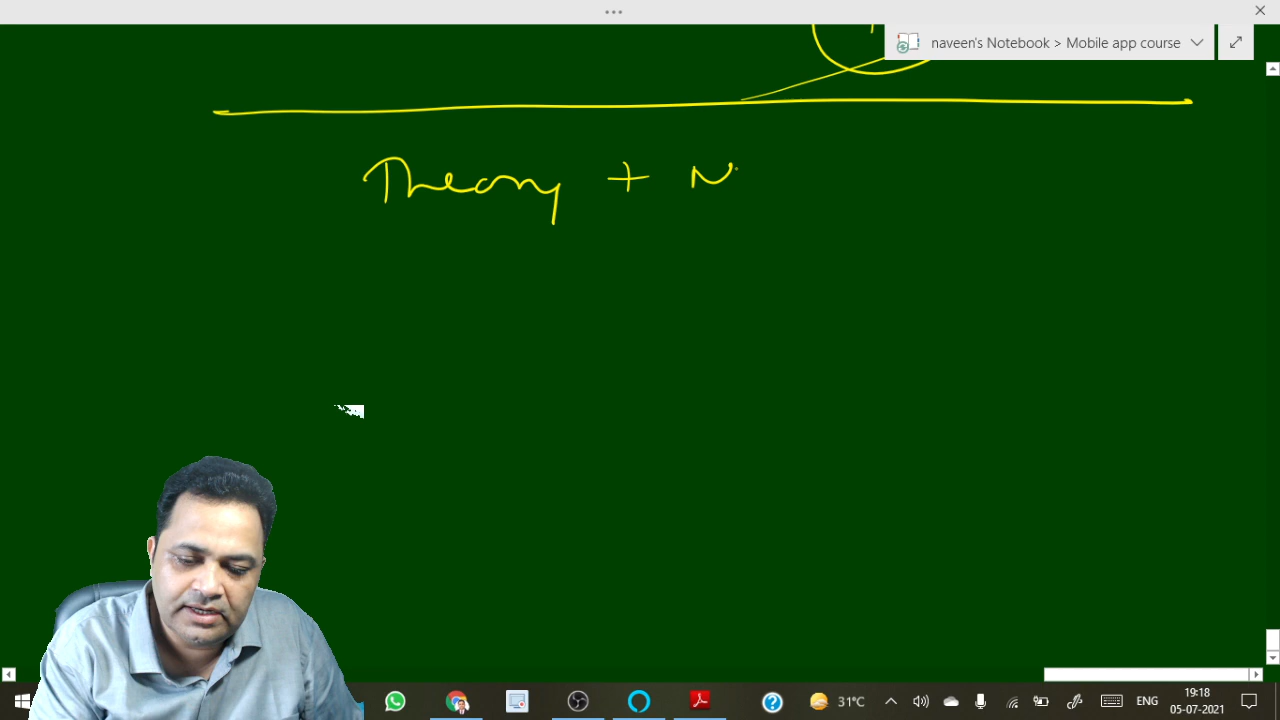 naveen's Notebook > Mobile app course
Theory + N
31°C
ENG
19:18
05-07-2021